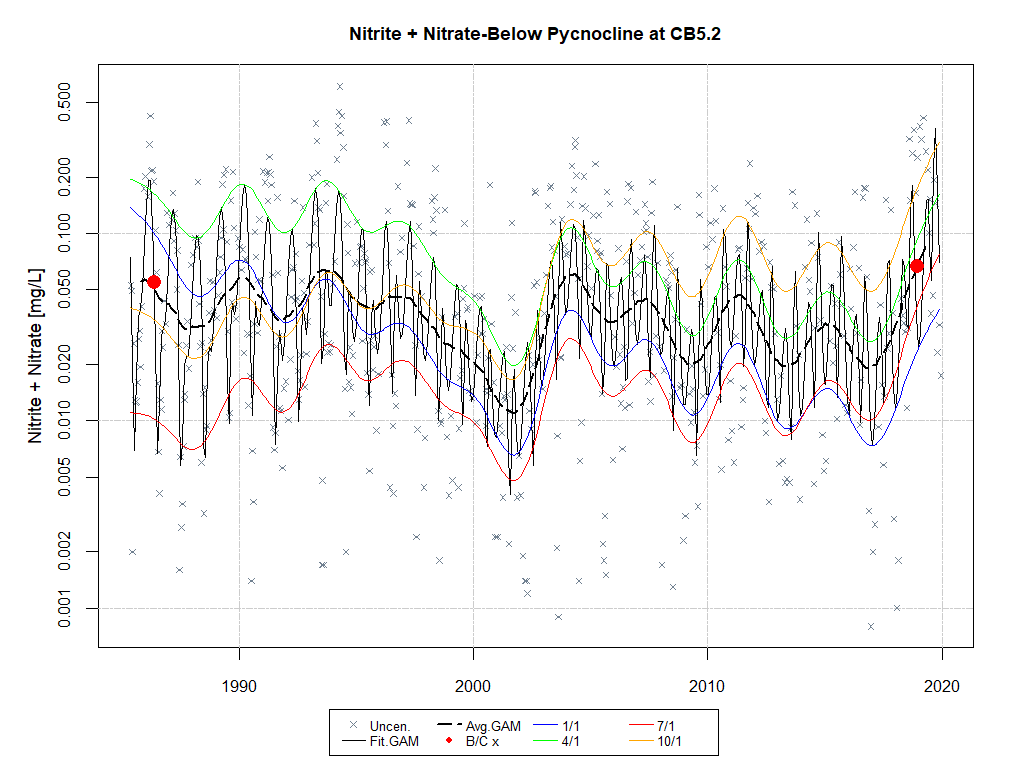 Nitrite + Nitrate-Below Pycnocline at CB5.2
Nitrite + Nitrate [mg/L]
0.500
0.200
0.100
0.050
0.020
0.010
0.005
0.002
0.001
1990 2000 2010 2020
Uncen. Avg.GAM 1/1 7/1
Fit.GAM B/C x 4/1 10/1